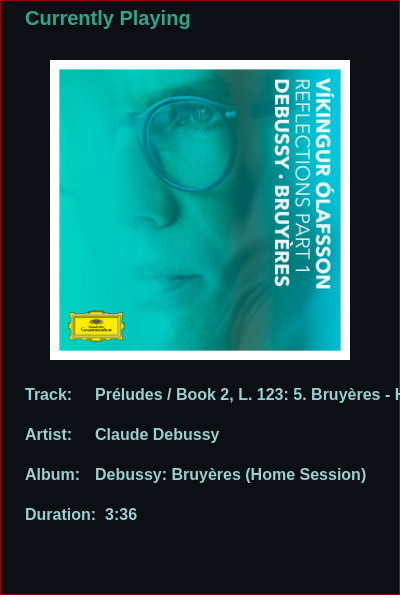 Currently Playing
VÍKINGUR ÓLAFSSON
REFLECTIONS PART 1
DEBUSSY · BRUYÈRES
Deutsche
Grammophon
Track: Préludes / Book 2, L. 123: 5. Bruyères - H
Artist: Claude Debussy
Album: Debussy: Bruyères (Home Session)
Duration: 3:36